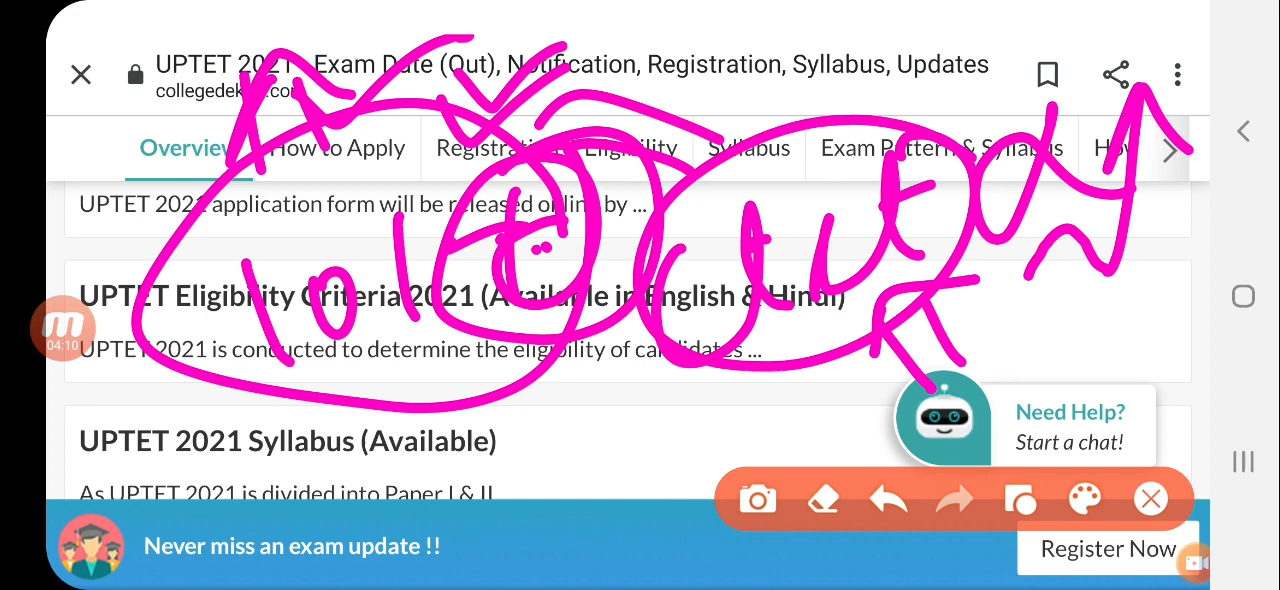 UPTET 2021 - Exam Date (Out), Notification, Registration, Syllabus, Updates
collegedekho.com
Overview How to Apply Registration Eligibility Syllabus Exam Pattern & Syllabus
UPTET 2021 application form will be released online by ...
UPTET Eligibility Criteria 2021 (Available in English & Hindi)
UPTET 2021 is conducted to determine the eligibility of candidates ...
04:10
Need Help?
Start a chat!
UPTET 2021 Syllabus (Available)
As UPTET 2021 is divided into Paper I & II
Never miss an exam update !!
Register Now